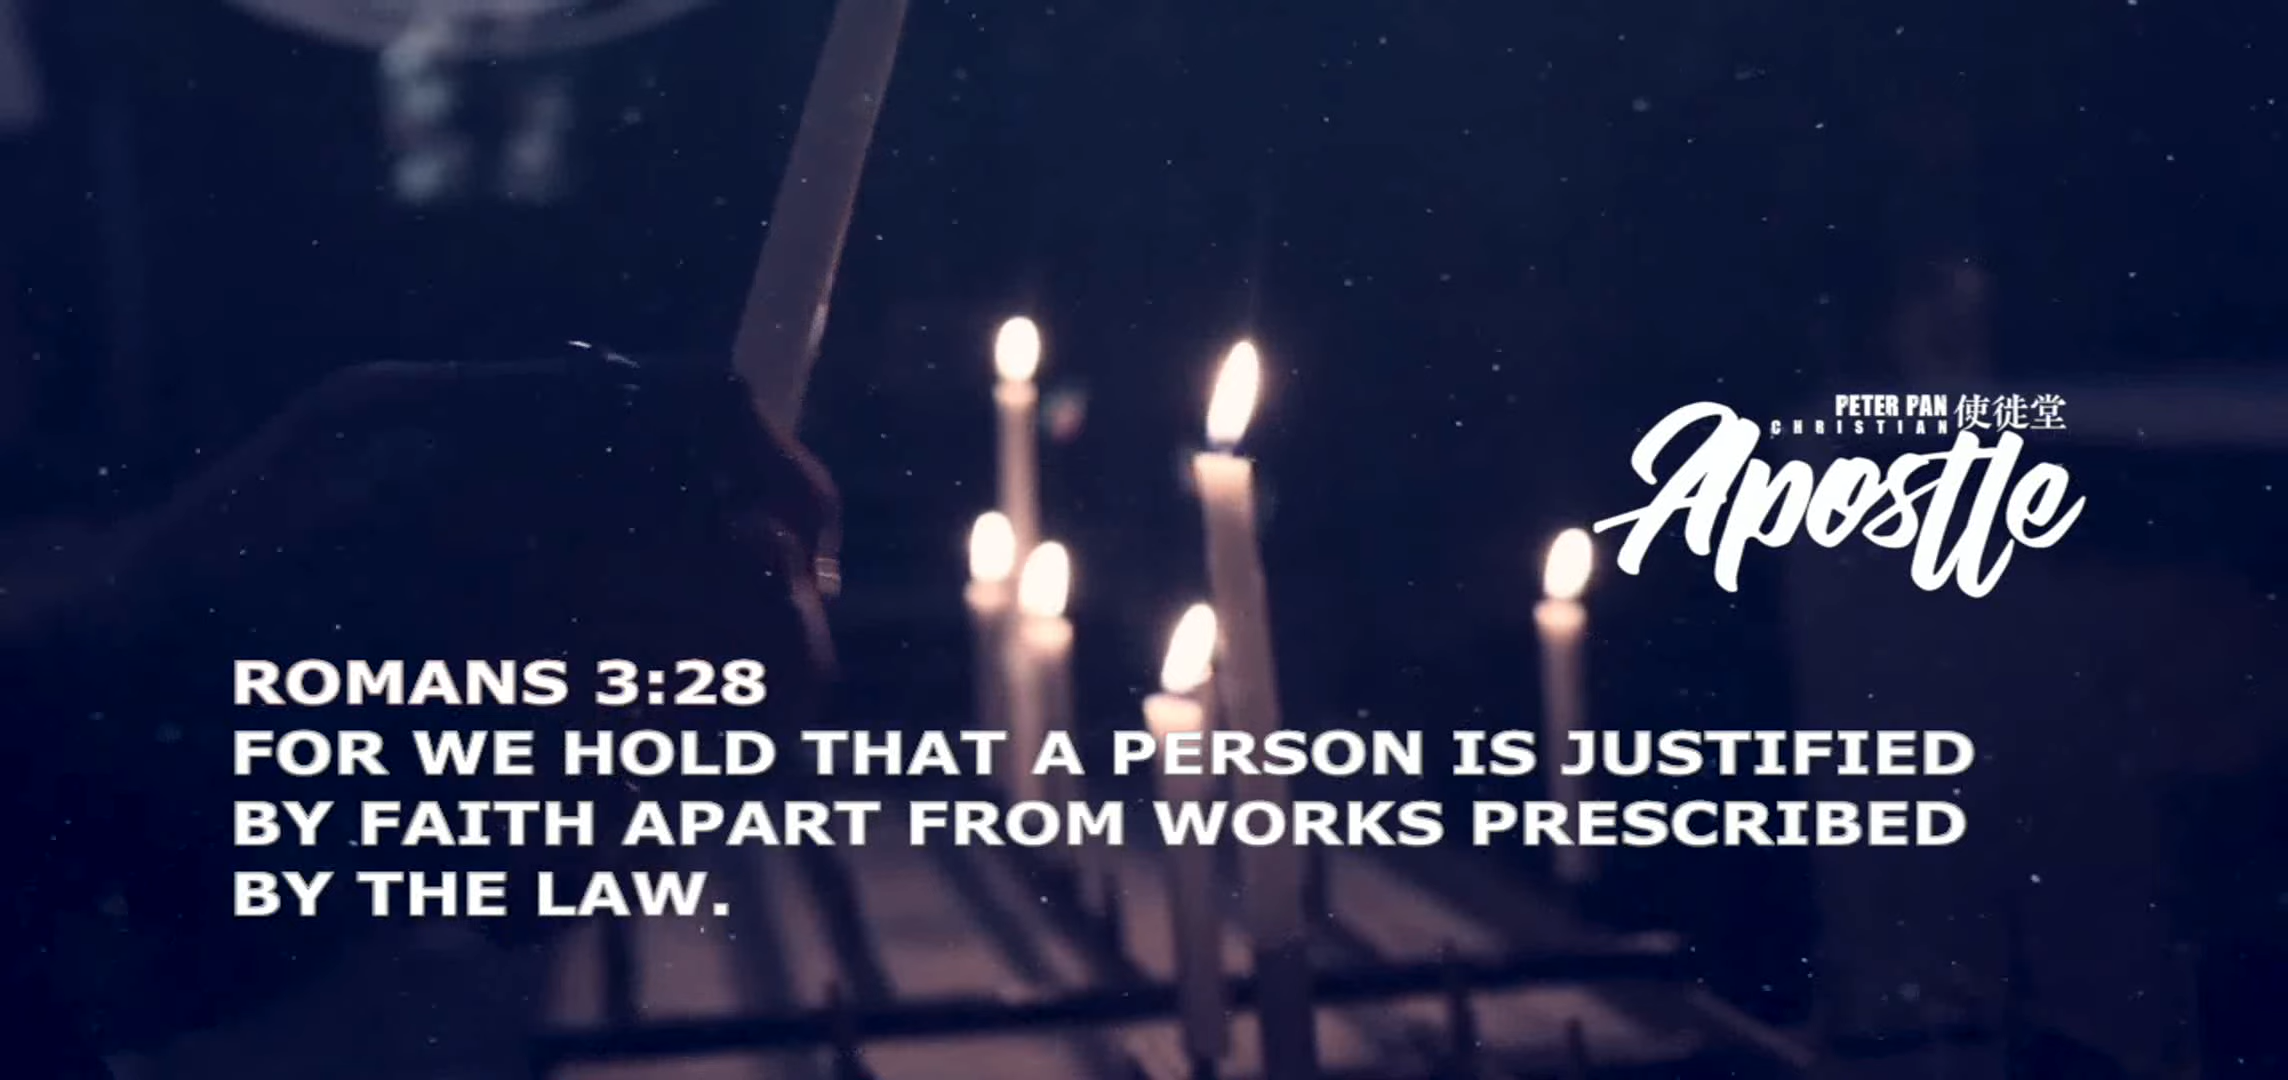 PETER PAN 使徒堂
CHRISTIAN
Apostle
ROMANS 3:28
FOR WE HOLD THAT A PERSON IS JUSTIFIED
BY FAITH APART FROM WORKS PRESCRIBED
BY THE LAW.